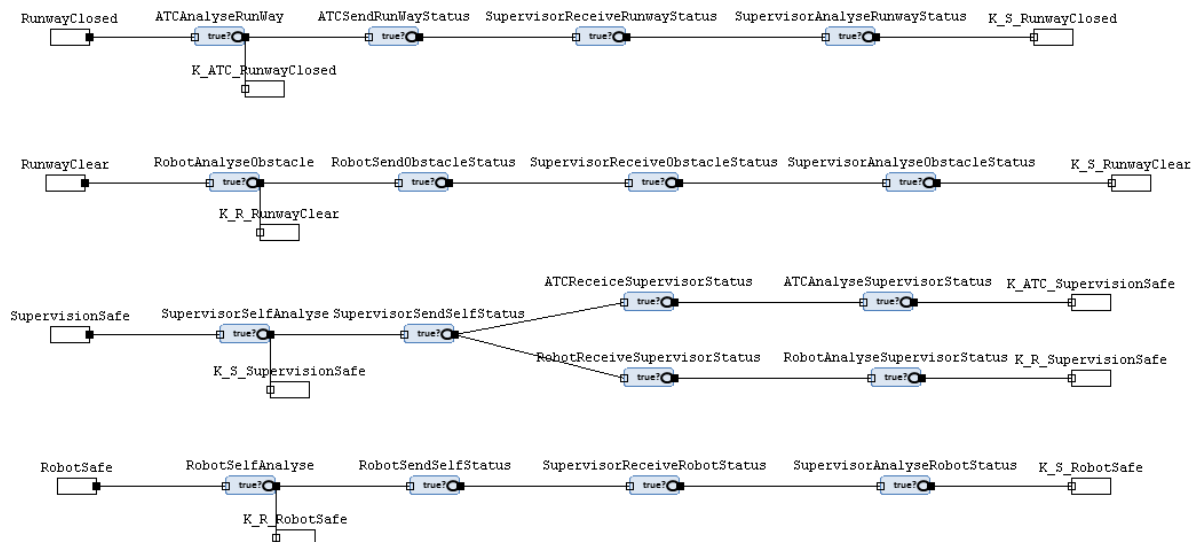 RunwayClosed ATCAnalyseRunWay ATCSendRunWayStatus SupervisorReceiveRunwayStatus SupervisorAnalyseRunwayStatus K_S_RunwayClosed
true? true? true? true?
K_ATC_RunwayClosed
RunwayClear RobotAnalyseObstacle RobotSendObstacleStatus SupervisorReceiveObstacleStatus SupervisorAnalyseObstacleStatus K_S_RunwayClear
true? true? true? true?
K_R_RunwayClear
ATCReceiceSupervisorStatus ATCAnalyseSupervisorStatus K_ATC_SupervisionSafe
true? true?
SupervisionSafe SupervisorSelfAnalyse SupervisorSendSelfStatus
true? true?
RobotReceiveSupervisorStatus RobotAnalyseSupervisorStatus K_R_SupervisionSafe
K_S_SupervisionSafe true? true?
RobotSafe RobotSelfAnalyse RobotSendSelfStatus SupervisorReceiveRobotStatus SupervisorAnalyseRobotStatus K_S_RobotSafe
true? true? true? true?
K_R_RobotSafe